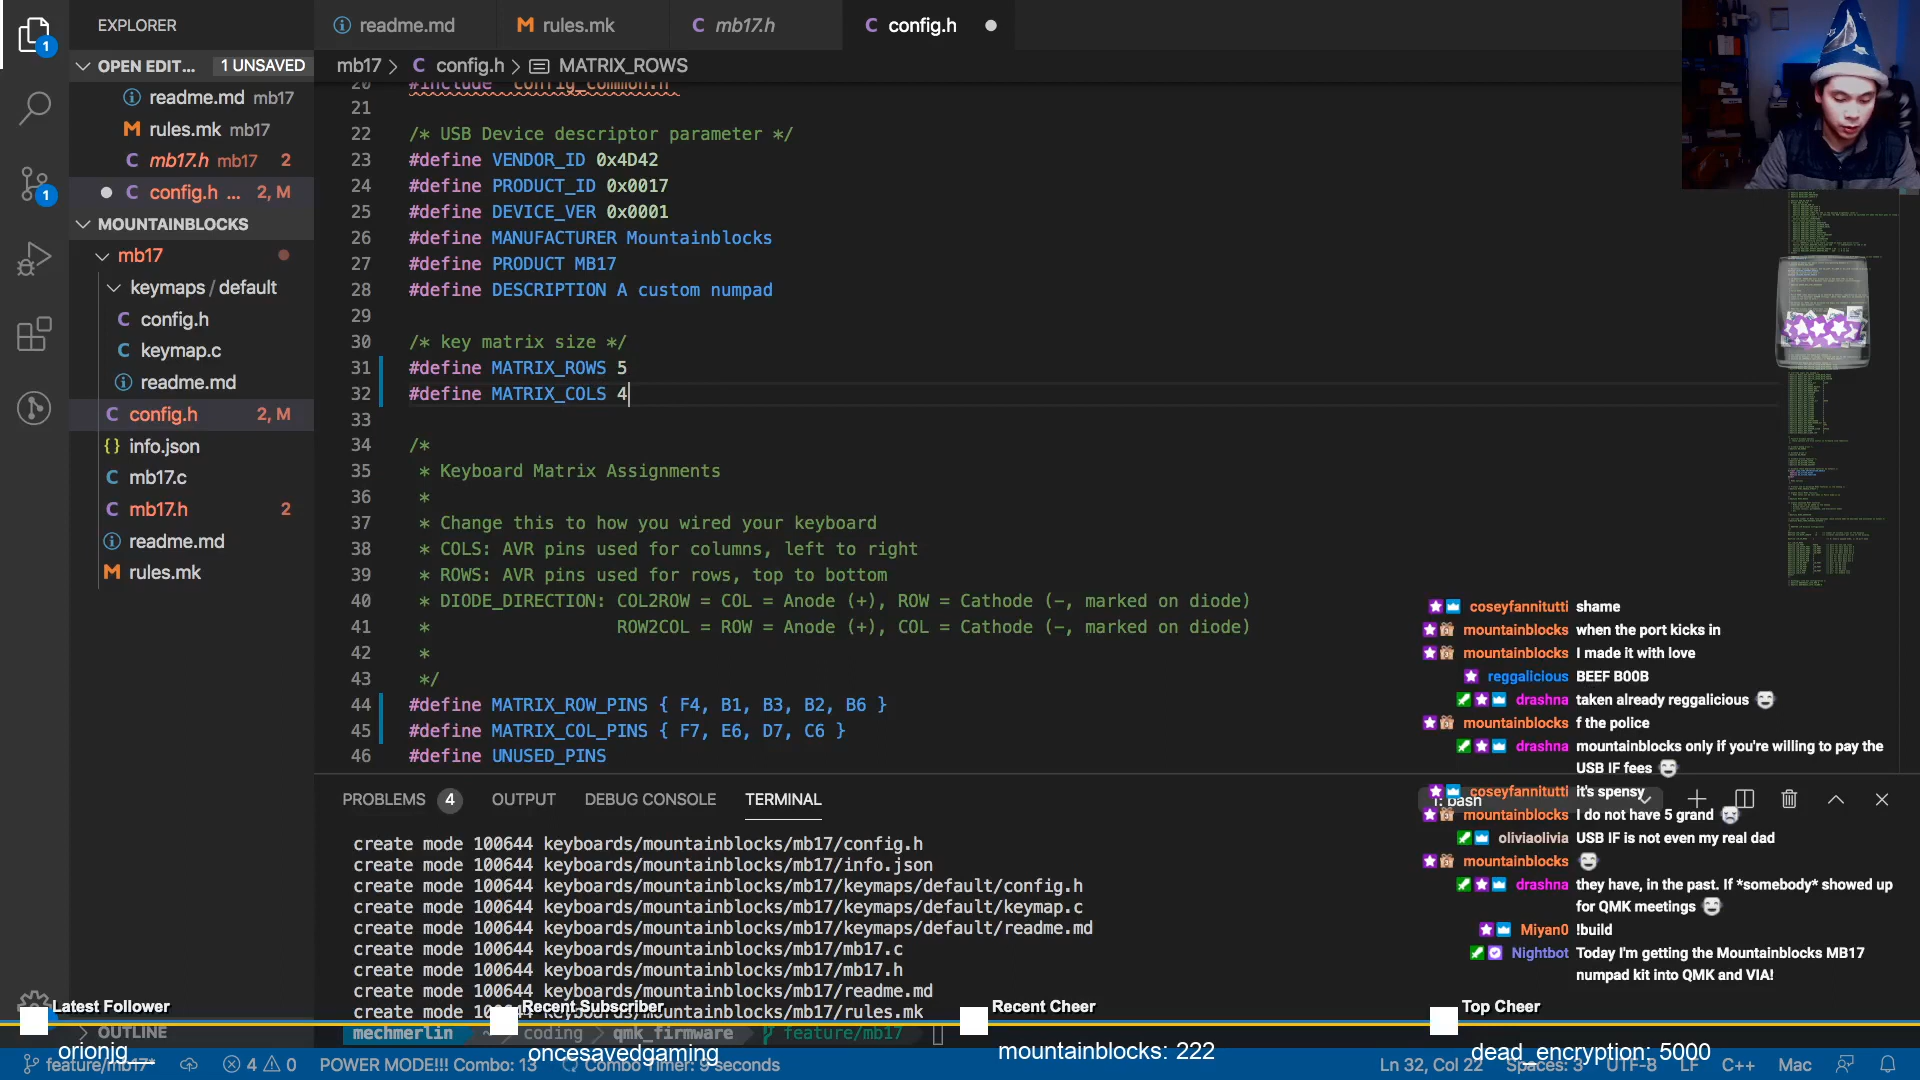 EXPLORER
readme.md
rules.mk
mb17.h
config.h
OPEN EDIT... 1 UNSAVED
readme.md mb17
rules.mk mb17
mb17.h mb17 2
config.h ... 2, M
MOUNTAINBLOCKS
mb17
keymaps / default
config.h
keymap.c
readme.md
config.h 2, M
info.json
mb17.c
mb17.h 2
readme.md
rules.mk
OUTLINE
1
1
mb17 > C config.h > MATRIX_ROWS
20 #include "config_common.h"
21
22 /* USB Device descriptor parameter */
23 #define VENDOR_ID 0x4D42
24 #define PRODUCT_ID 0x0017
25 #define DEVICE_VER 0x0001
26 #define MANUFACTURER Mountainblocks
27 #define PRODUCT MB17
28 #define DESCRIPTION A custom numpad
29
30 /* key matrix size */
31 #define MATRIX_ROWS 5
32 #define MATRIX_COLS 4
33
34 /*
35 * Keyboard Matrix Assignments
36 *
37 * Change this to how you wired your keyboard
38 * COLS: AVR pins used for columns, left to right
39 * ROWS: AVR pins used for rows, top to bottom
40 * DIODE_DIRECTION: COL2ROW = COL = Anode (+), ROW = Cathode (-, marked on diode)
41 * ROW2COL = ROW = Anode (+), COL = Cathode (-, marked on diode)
42 *
43 */
44 #define MATRIX_ROW_PINS { F4, B1, B3, B2, B6 }
45 #define MATRIX_COL_PINS { F7, E6, D7, C6 }
46 #define UNUSED_PINS
PROBLEMS 4 OUTPUT DEBUG CONSOLE TERMINAL
1: bash
create mode 100644 keyboards/mountainblocks/mb17/config.h
create mode 100644 keyboards/mountainblocks/mb17/info.json
create mode 100644 keyboards/mountainblocks/mb17/keymaps/default/config.h
create mode 100644 keyboards/mountainblocks/mb17/keymaps/default/keymap.c
create mode 100644 keyboards/mountainblocks/mb17/keymaps/default/readme.md
create mode 100644 keyboards/mountainblocks/mb17/mb17.c
create mode 100644 keyboards/mountainblocks/mb17/mb17.h
create mode 100644 keyboards/mountainblocks/mb17/readme.md
create mode 100644 keyboards/mountainblocks/mb17/rules.mk
mechmerlin ~ coding > qmk_firmware feature/mb17
coseyfannitutti shame
mountainblocks when the port kicks in
mountainblocks I made it with love
reggalicious BEEF B00B
drashna taken already reggalicious
mountainblocks f the police
drashna mountainblocks only if you're willing to pay the
USB IF fees
coseyfannitutti it's spensy
mountainblocks I do not have 5 grand
oliviaolivia USB IF is not even my real dad
mountainblocks
drashna they have, in the past. If *somebody* showed up
for QMK meetings
Miyan0 !build
Nightbot Today I'm getting the Mountainblocks MB17
numpad kit into QMK and VIA!
Latest Follower
orionjg__
Recent Subscriber
oncesavedgaming
Recent Cheer
mountainblocks: 222
Top Cheer
dead_encryption: 5000
feature/mb17* 4 0 POWER MODE!!! Combo: 13 Combo Timer: 9 seconds
Ln 32, Col 22 Spaces: 3 UTF-8 LF C++ Mac